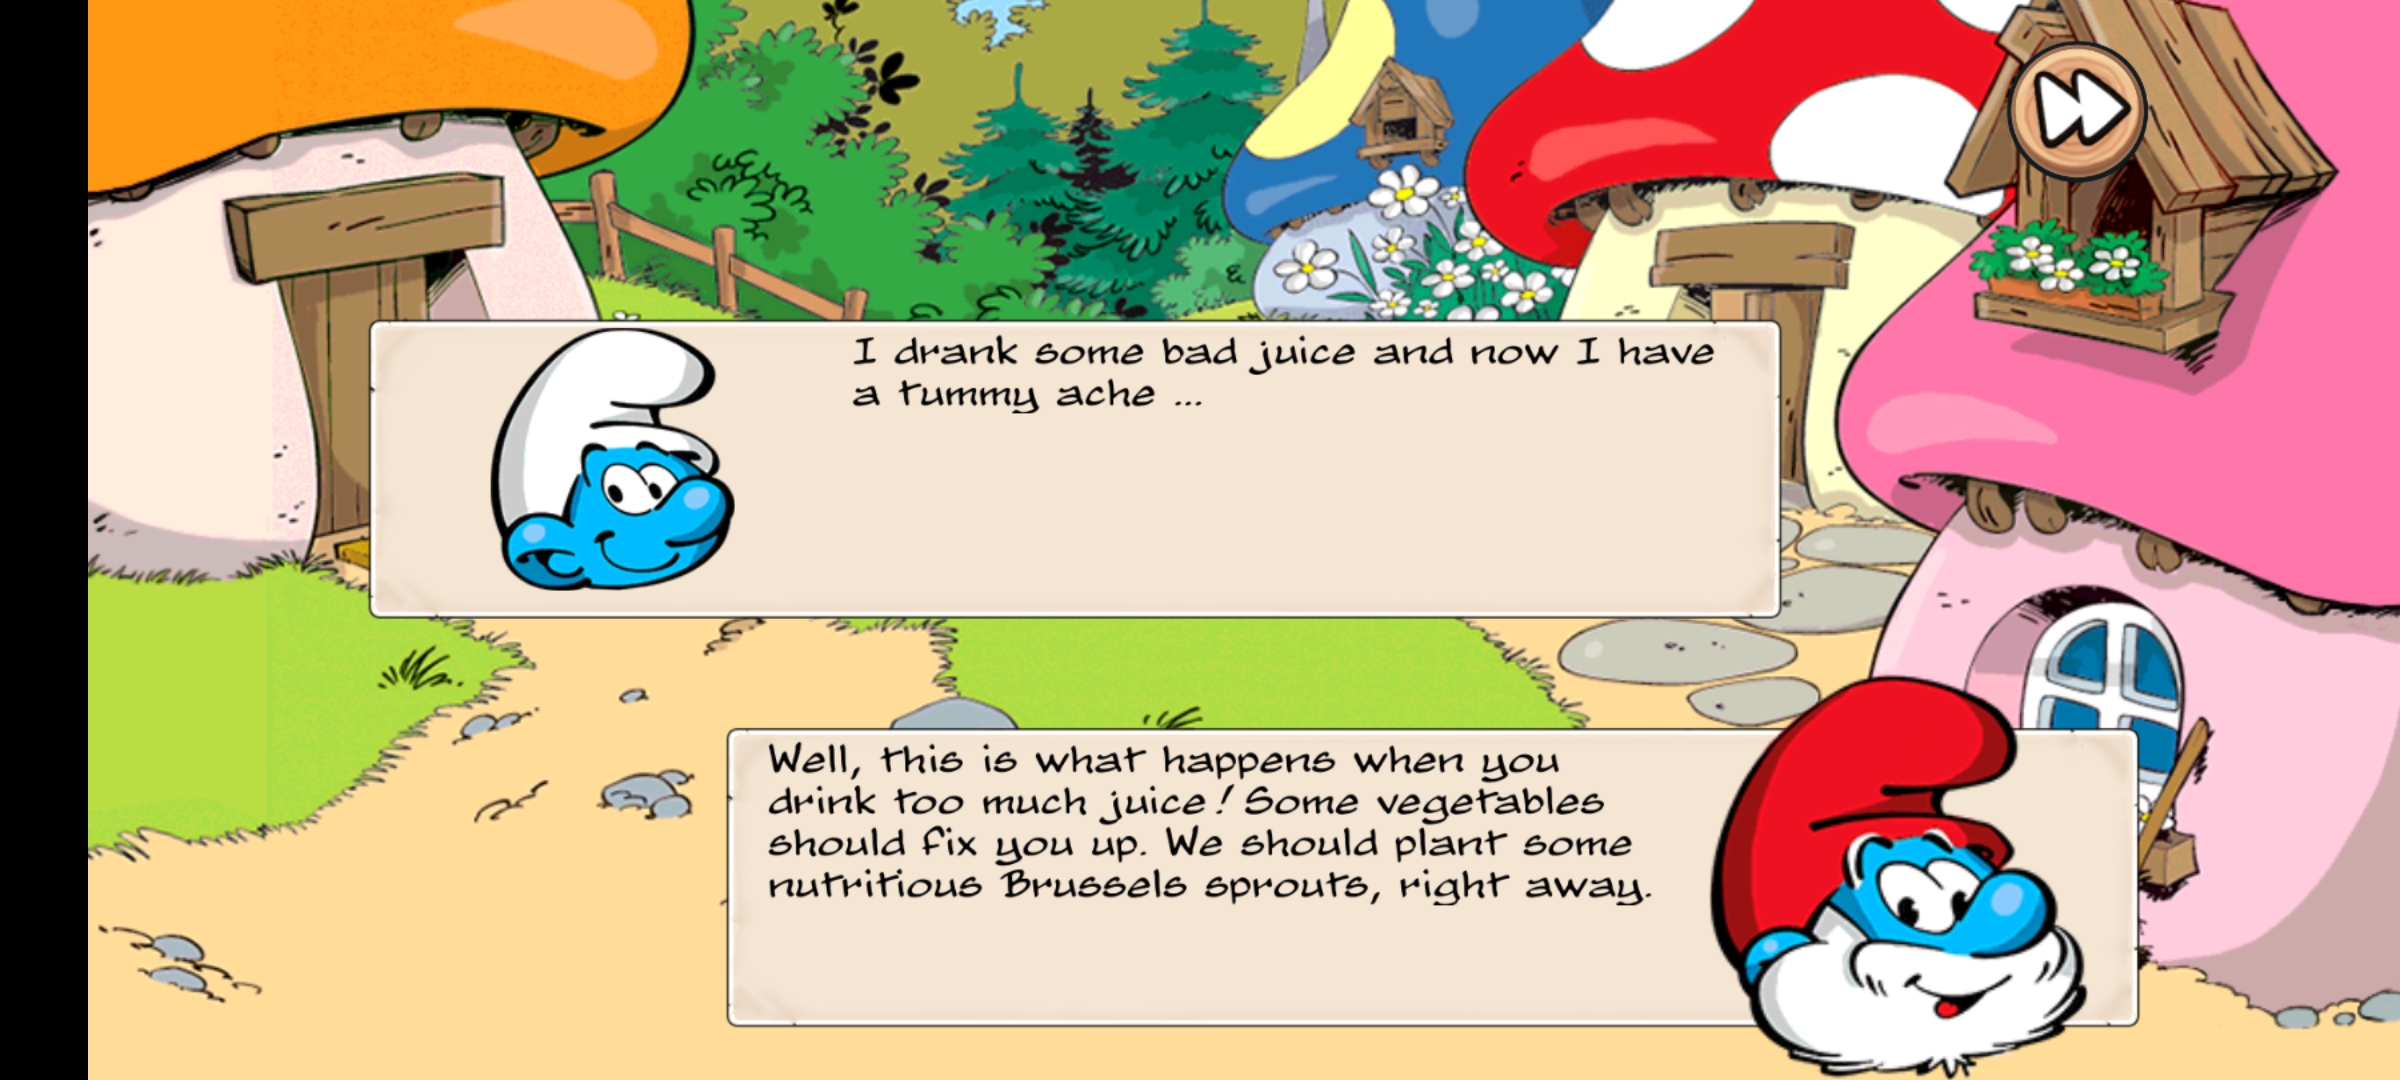 I drank some bad juice and now I have
a tummy ache ...
Well, this is what happens when you
drink too much juice! Some vegetables
should fix you up. We should plant some
nutritious Brussels sprouts, right away.